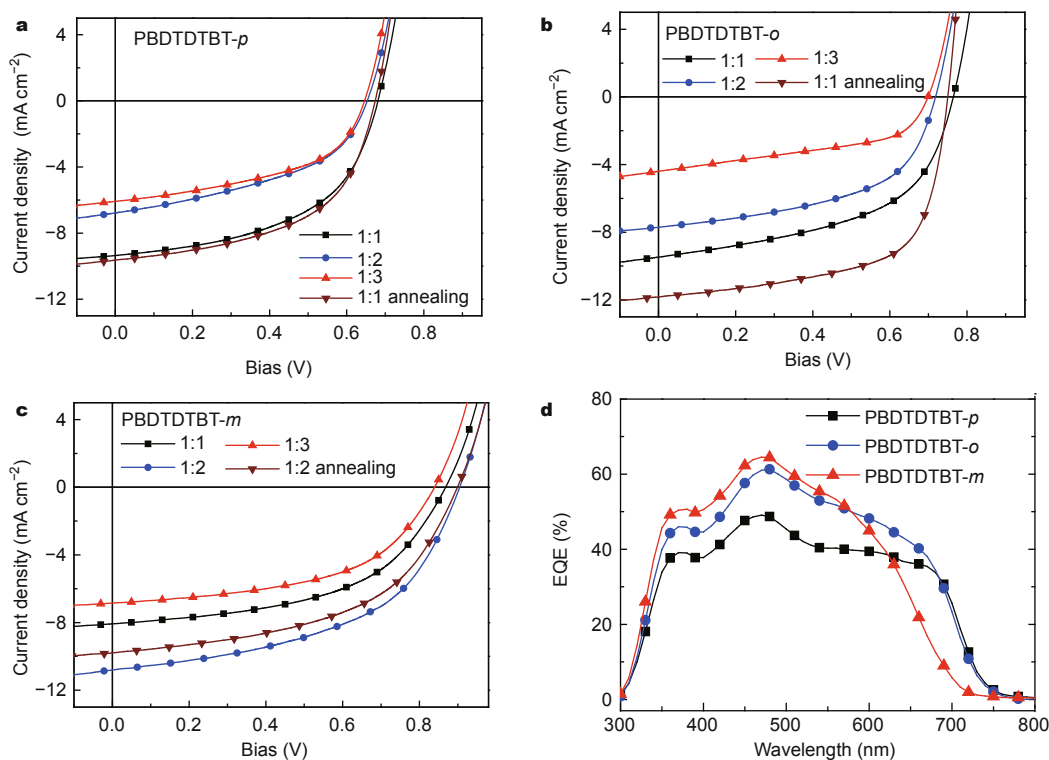 a
PBDTDTBT-p
4
0
−4
−8
−12
Current density (mA cm⁻²)
1:1
1:2
1:3
1:1 annealing
0.0 0.2 0.4 0.6 0.8
Bias (V)
b
PBDTDTBT-o
1:1 1:3
1:2 1:1 annealing
4
0
−4
−8
−12
Current density (mA cm⁻²)
0.0 0.2 0.4 0.6 0.8
Bias (V)
c
PBDTDTBT-m
1:1 1:3
1:2 1:2 annealing
4
0
−4
−8
−12
Current density (mA cm⁻²)
0.0 0.2 0.4 0.6 0.8
Bias (V)
d
PBDTDTBT-p
PBDTDTBT-o
PBDTDTBT-m
80
60
40
20
0
EQE (%)
300 400 500 600 700 800
Wavelength (nm)